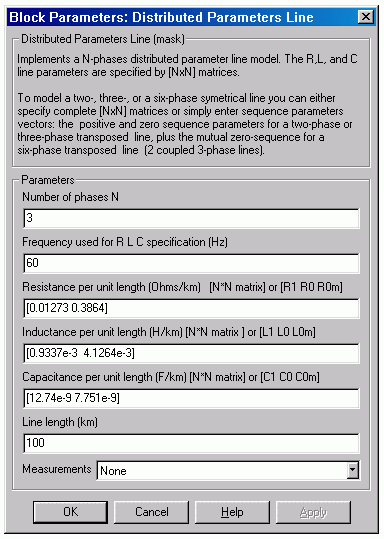 Block Parameters: Distributed Parameters Line
Distributed Parameters Line (mask)
Implements a N-phases distributed parameter line model. The R,L, and C
line parameters are specified by [NxN] matrices.
To model a two-, three-, or a six-phase symetrical line you can either
specify complete [NxN] matrices or simply enter sequence parameters
vectors: the positive and zero sequence parameters for a two-phase or
three-phase transposed line, plus the mutual zero-sequence for a
six-phase transposed line (2 coupled 3-phase lines).
Parameters
Number of phases N
3
Frequency used for R L C specification (Hz)
60
Resistance per unit length (Ohms/km) [N*N matrix] or [R1 R0 R0m]
[0.01273 0.3864]
Inductance per unit length (H/km) [N*N matrix ] or [L1 L0 L0m]
[0.9337e-3 4.1264e-3]
Capacitance per unit length (F/km) [N*N matrix] or [C1 C0 C0m]
[12.74e-9 7.751e-9]
Line length (km)
100
Measurements None
OK Cancel Help Apply